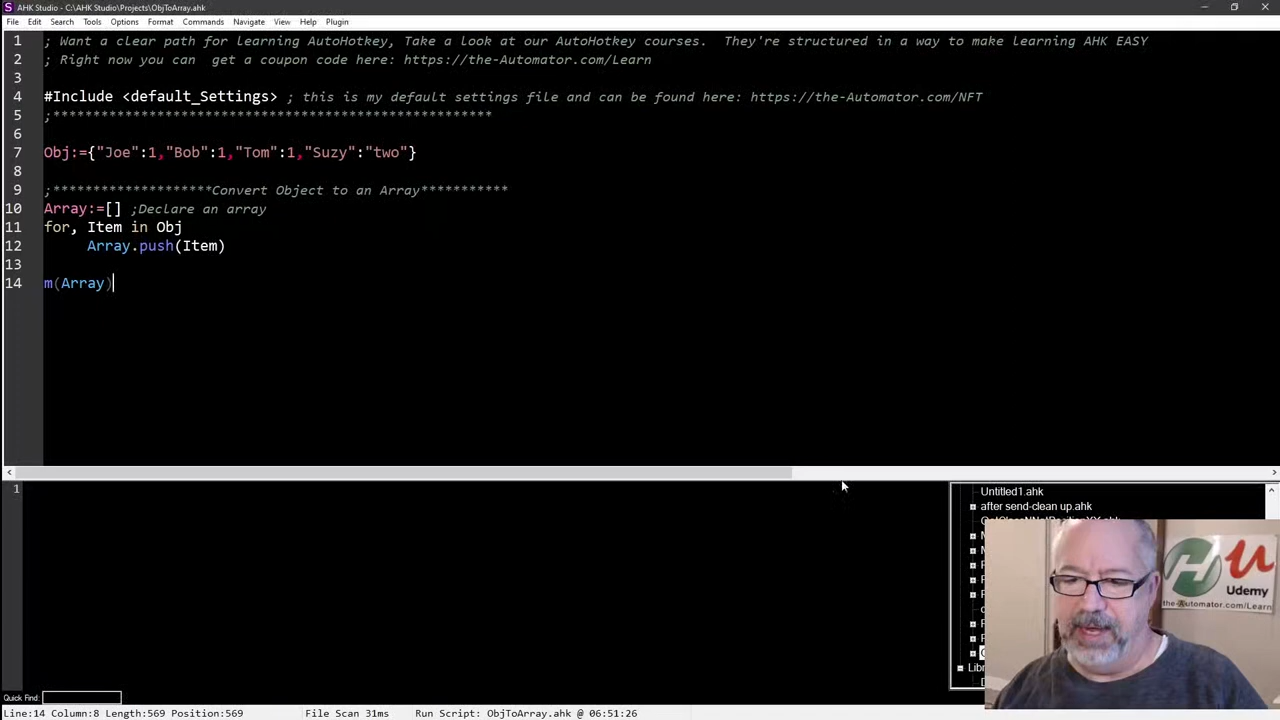 AHK Studio - C:\AHK Studio\Projects\ObjToArray.ahk
File Edit Search Tools Options Format Commands Navigate View Help Plugin
1 ; Want a clear path for learning AutoHotkey, Take a look at our AutoHotkey courses. They're structured in a way to make learning AHK EASY
2 ; Right now you can get a coupon code here: https://the-Automator.com/Learn
3
4 #Include <default_Settings> ; this is my default settings file and can be found here: https://the-Automator.com/NFT
5 ;***************************************************
6
7 Obj:={"Joe":1,"Bob":1,"Tom":1,"Suzy":"two"}
8
9 ;********************Convert Object to an Array***********
10 Array:=[] ;Declare an array
11 for, Item in Obj
12 Array.push(Item)
13
14 m(Array)
1
Untitled1.ahk
after send-clean up.ahk
Hu
Udemy
the-Automator.com/Learn
Quick Find:
Line:14 Column:8 Length:569 Position:569 File Scan 31ms Run Script: ObjToArray.ahk @ 06:51:26